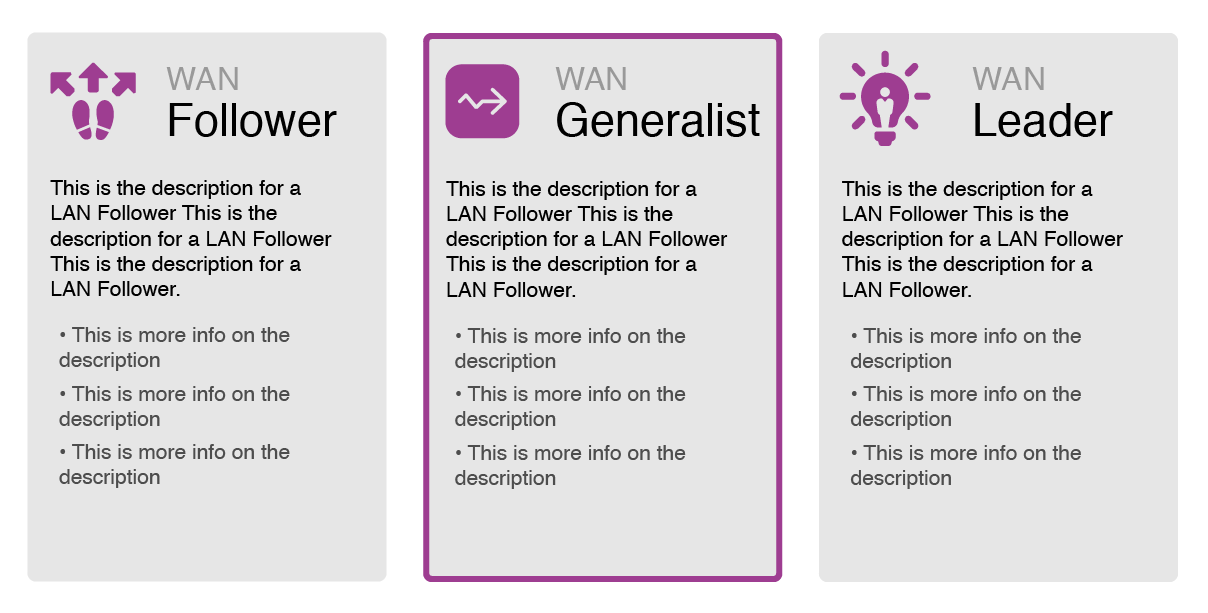 WAN
Follower
This is the description for a
LAN Follower This is the
description for a LAN Follower
This is the description for a
LAN Follower.
• This is more info on the
description
• This is more info on the
description
• This is more info on the
description
WAN
Generalist
This is the description for a
LAN Follower This is the
description for a LAN Follower
This is the description for a
LAN Follower.
• This is more info on the
description
• This is more info on the
description
• This is more info on the
description
WAN
Leader
This is the description for a
LAN Follower This is the
description for a LAN Follower
This is the description for a
LAN Follower.
• This is more info on the
description
• This is more info on the
description
• This is more info on the
description